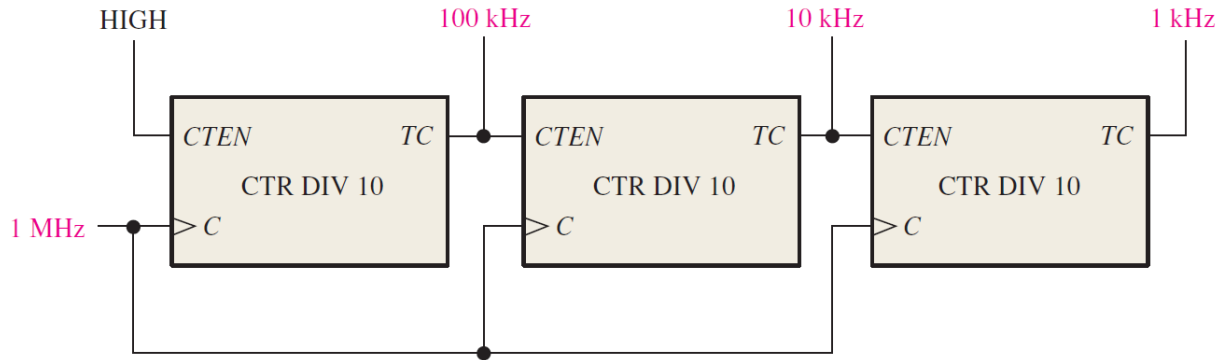 HIGH 100 kHz 10 kHz 1 kHz
CTEN TC CTEN TC CTEN TC
CTR DIV 10 CTR DIV 10 CTR DIV 10
1 MHz C C C